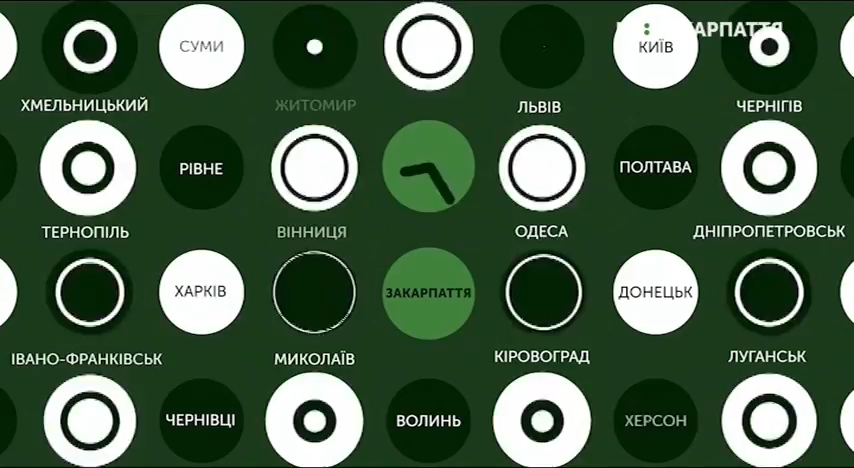 СУМИ
КИЇВ
ХМЕЛЬНИЦЬКИЙ
ЖИТОМИР
ЛЬВІВ
ЧЕРНІГІВ
РІВНЕ
ПОЛТАВА
ТЕРНОПІЛЬ
ВІННИЦЯ
ОДЕСА
ДНІПРОПЕТРОВСЬК
ХАРКІВ
ЗАКАРПАТТЯ
ДОНЕЦЬК
ІВАНО-ФРАНКІВСЬК
МИКОЛАЇВ
КІРОВОГРАД
ЛУГАНСЬК
ЧЕРНІВЦІ
ВОЛИНЬ
ХЕРСОН